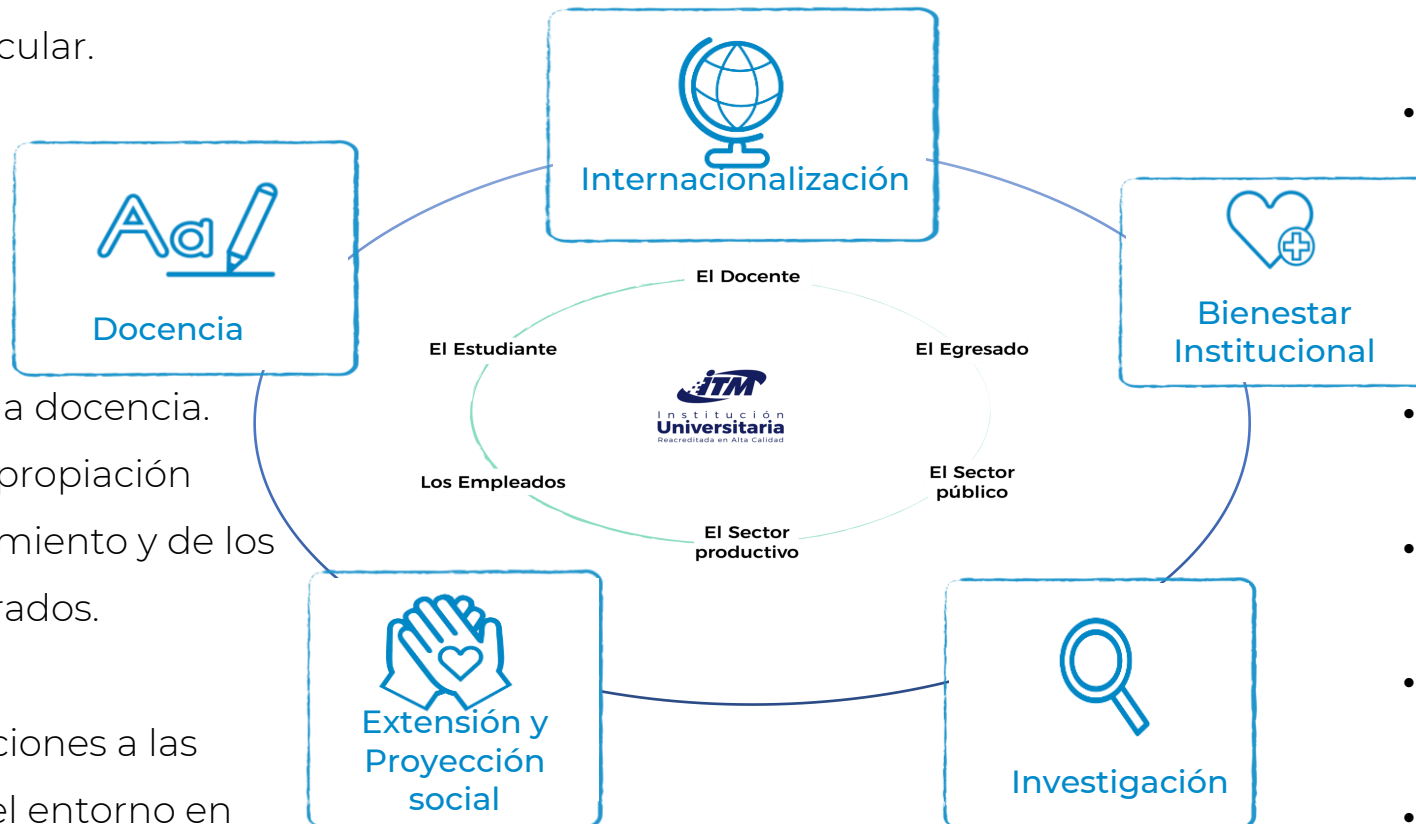 cular.
Internacionalización
Aa
Docencia
Bienestar
Institucional
El Docente
El Estudiante
El Egresado
iTM
Institución
Universitaria
Reacreditada en Alta Calidad
Los Empleados
El Sector
público
El Sector
productivo
a docencia.
propiación
miento y de los
rados.
ciones a las
el entorno en
Extensión y
Proyección
social
Investigación